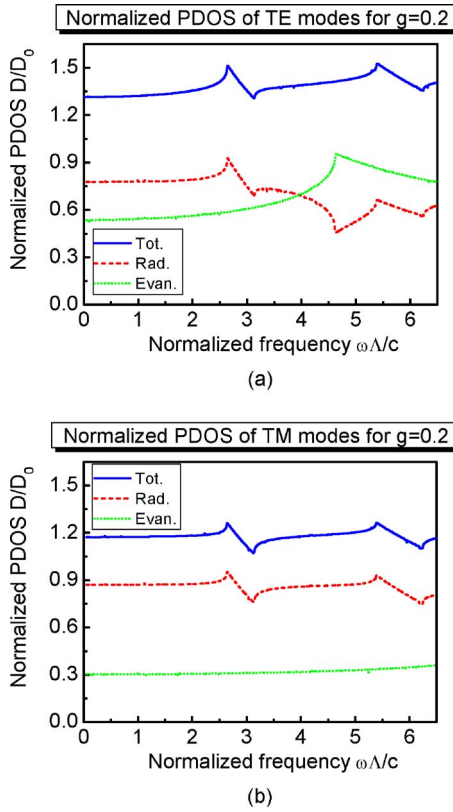 Normalized PDOS of TE modes for g=0.2
Normalized PDOS D/D0
1.5
1.2
0.9
0.6
0.3
0.0
Tot.
Rad.
Evan.
0 1 2 3 4 5 6
Normalized frequency ωΛ/c
(a)
Normalized PDOS of TM modes for g=0.2
Normalized PDOS D/D0
1.5
1.2
0.9
0.6
0.3
0.0
Tot.
Rad.
Evan.
0 1 2 3 4 5 6
Normalized frequency ωΛ/c
(b)